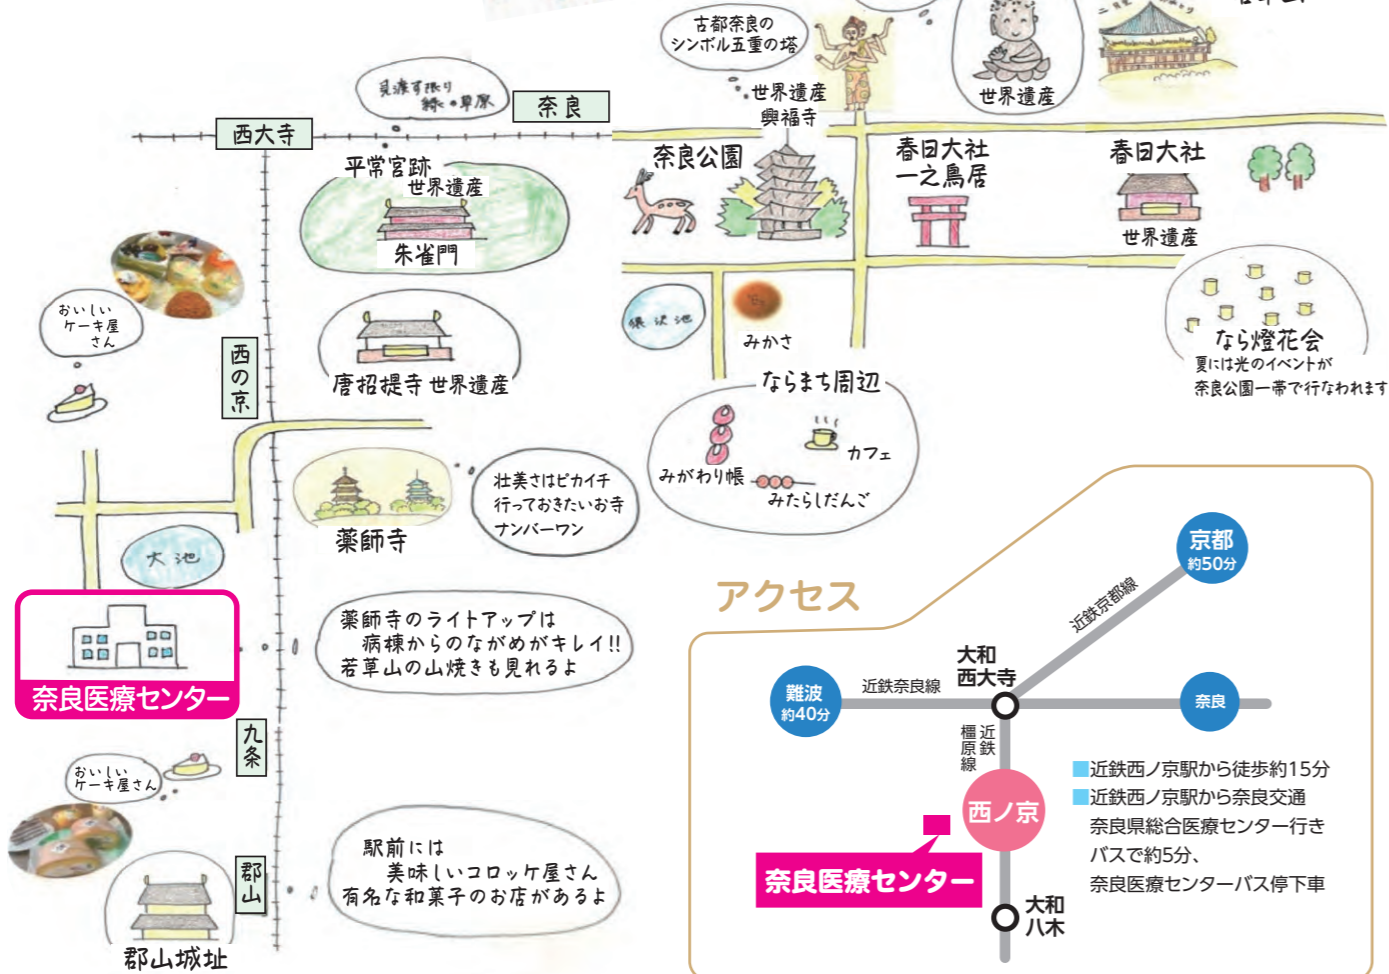 古都奈良の
シンボル五重の塔
世界遺産
興福寺
世界遺産
見渡す限り
緑の草原
奈良
西大寺
平常宮跡
世界遺産
朱雀門
奈良公園
春日大社
一之鳥居
春日大社
世界遺産
おいしい
ケーキ屋
さん
西の京
唐招提寺 世界遺産
猿沢池
みかさ
なら燈花会
夏には光のイベントが
奈良公園一帯で行なわれます
ならまち周辺
みがわり帳
カフェ
みたらしだんご
薬師寺
壮美さはピカイチ
行っておきたいお寺
ナンバーワン
大池
奈良医療センター
薬師寺のライトアップは
病棟からのながめがキレイ!!
若草山の山焼きも見れるよ
九条
おいしい
ケーキ屋さん
郡山
郡山城址
駅前には
美味しいコロッケ屋さん
有名な和菓子のお店があるよ
アクセス
京都
約50分
近鉄京都線
大和
西大寺
難波
約40分
近鉄奈良線
奈良
近鉄
橿原線
西ノ京
奈良医療センター
大和
八木
■近鉄西ノ京駅から徒歩約15分
■近鉄西ノ京駅から奈良交通
奈良県総合医療センター行き
バスで約5分、
奈良医療センターバス停下車